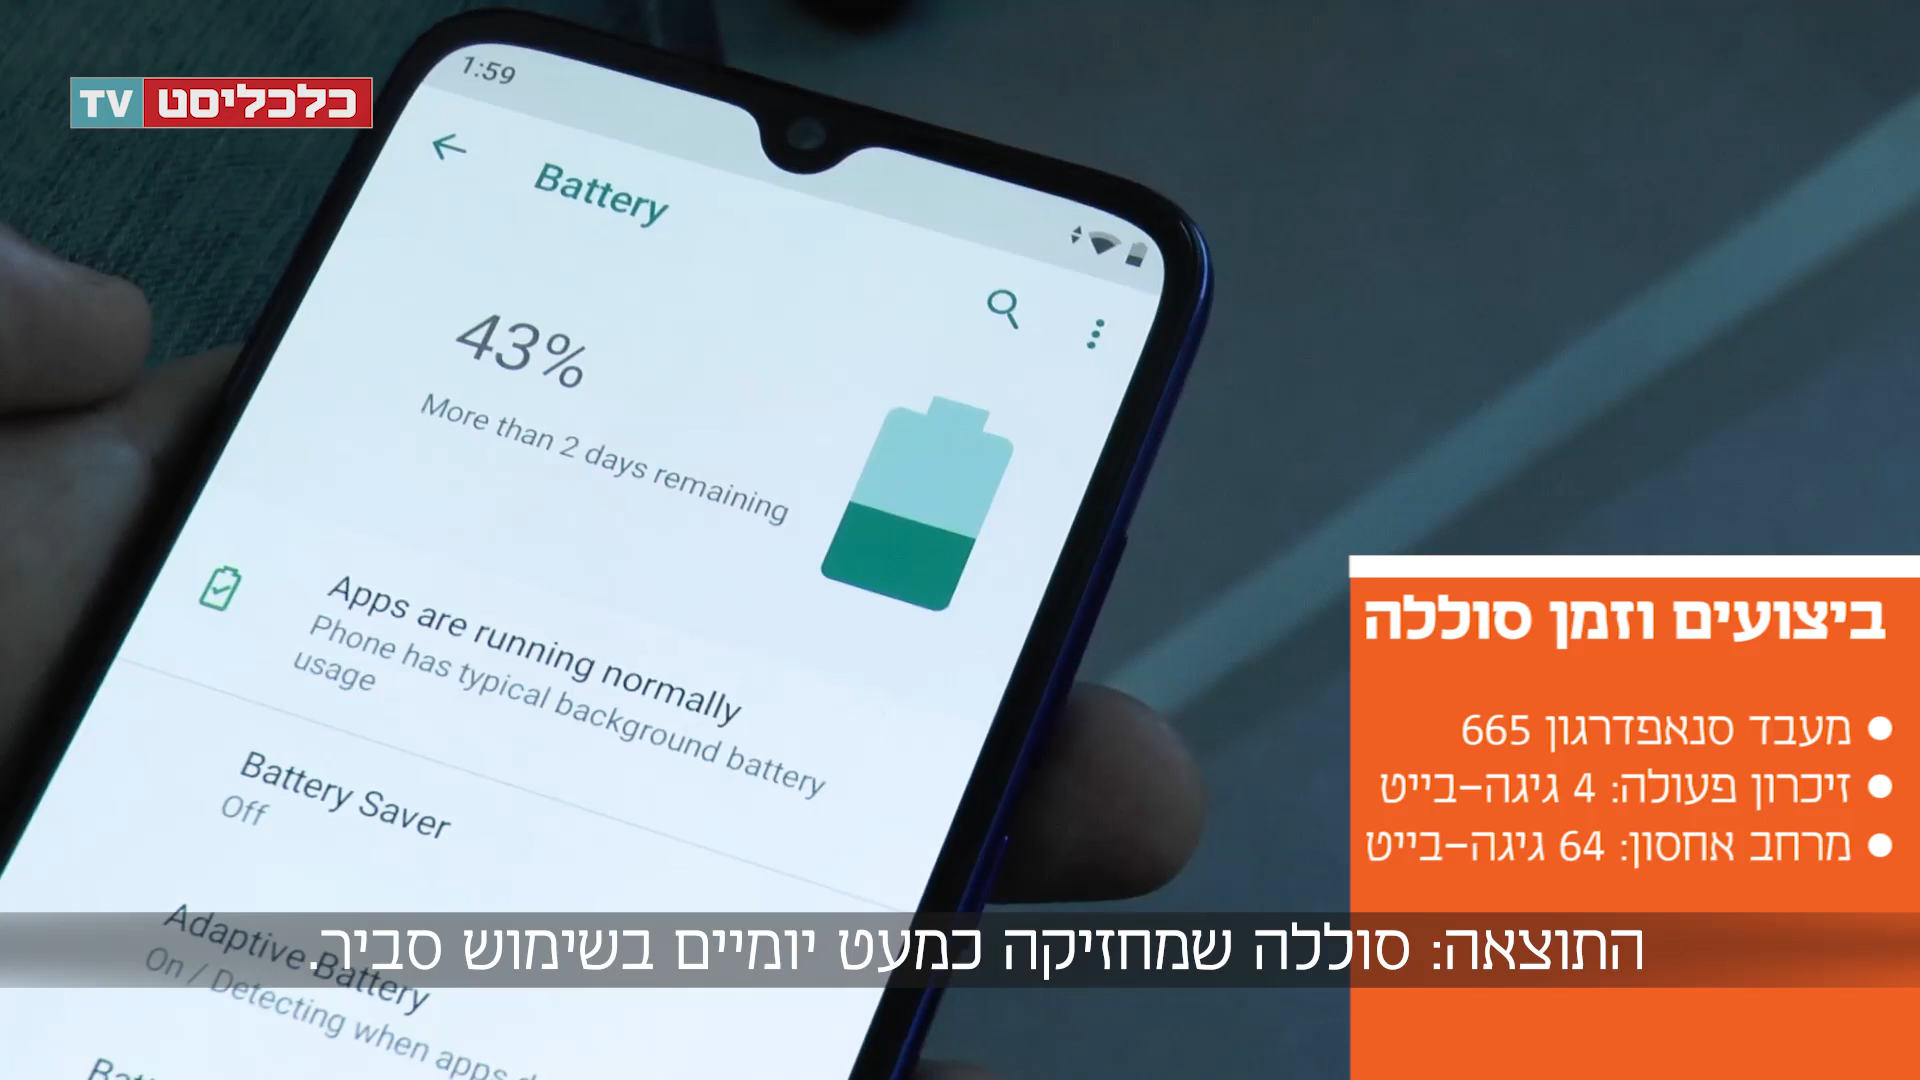 TV כלכליסט
1:59
Battery
43%
More than 2 days remaining
Apps are running normally
Phone has typical background battery
usage
Battery Saver
Off
Adaptive Battery
On / Detecting when apps
ביצועים וזמן סוללה
● מעבד סנאפדרגון 665
● זיכרון פעולה: 4 גיגה-בייט
● מרחב אחסון: 64 גיגה-בייט
התוצאה: סוללה שמחזיקה כמעט יומיים בשימוש סביר.